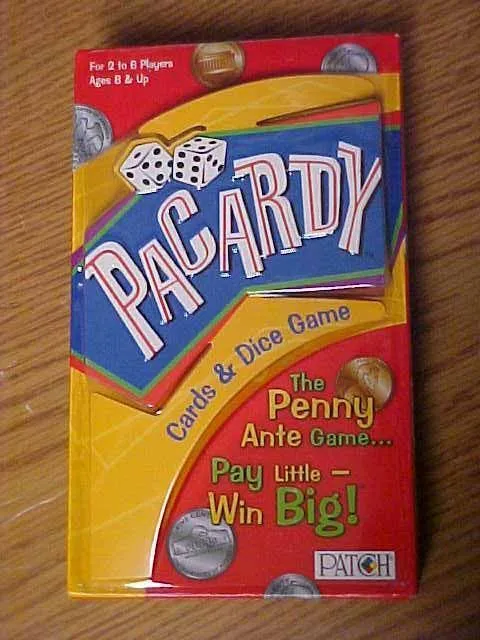 For 2 to 6 Players
Ages 8 & Up
PACARDY
Cards & Dice Game
The
Penny
Ante Game...
Pay Little –
Win Big!
PATCH